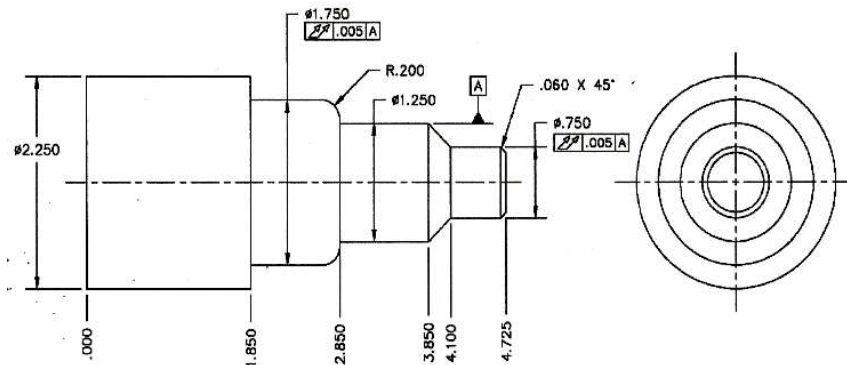 ø1.750
⌰ .005 A
R.200
A
.060 X 45°
ø1.250
ø.750
⌰ .005 A
ø2.250
.000
1.850
2.850
3.850
4.100
4.725